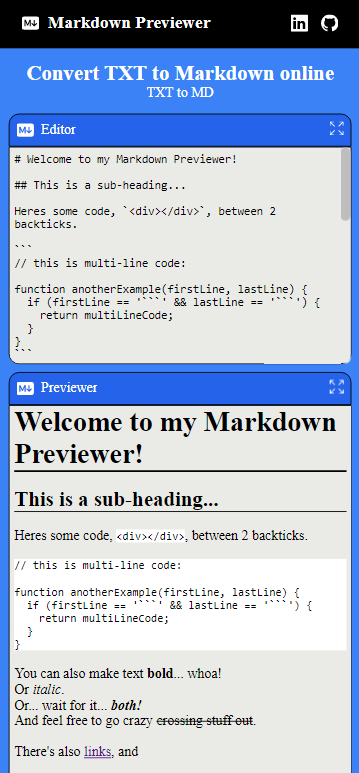 M↓ Markdown Previewer in
Convert TXT to Markdown online
TXT to MD
M↓ Editor
# Welcome to my Markdown Previewer!
## This is a sub-heading...
Heres some code, `<div></div>`, between 2
backticks.
```
// this is multi-line code:
function anotherExample(firstLine, lastLine) {
  if (firstLine == '```' && lastLine == '```') {
    return multiLineCode;
  }
}
```
M↓ Previewer
Welcome to my Markdown
Previewer!
This is a sub-heading...
Heres some code, <div></div>, between 2 backticks.
// this is multi-line code:
function anotherExample(firstLine, lastLine) {
  if (firstLine == '```' && lastLine == '```') {
    return multiLineCode;
  }
}
You can also make text bold... whoa!
Or italic.
Or... wait for it... both!
And feel free to go crazy crossing stuff out.
There's also links, and